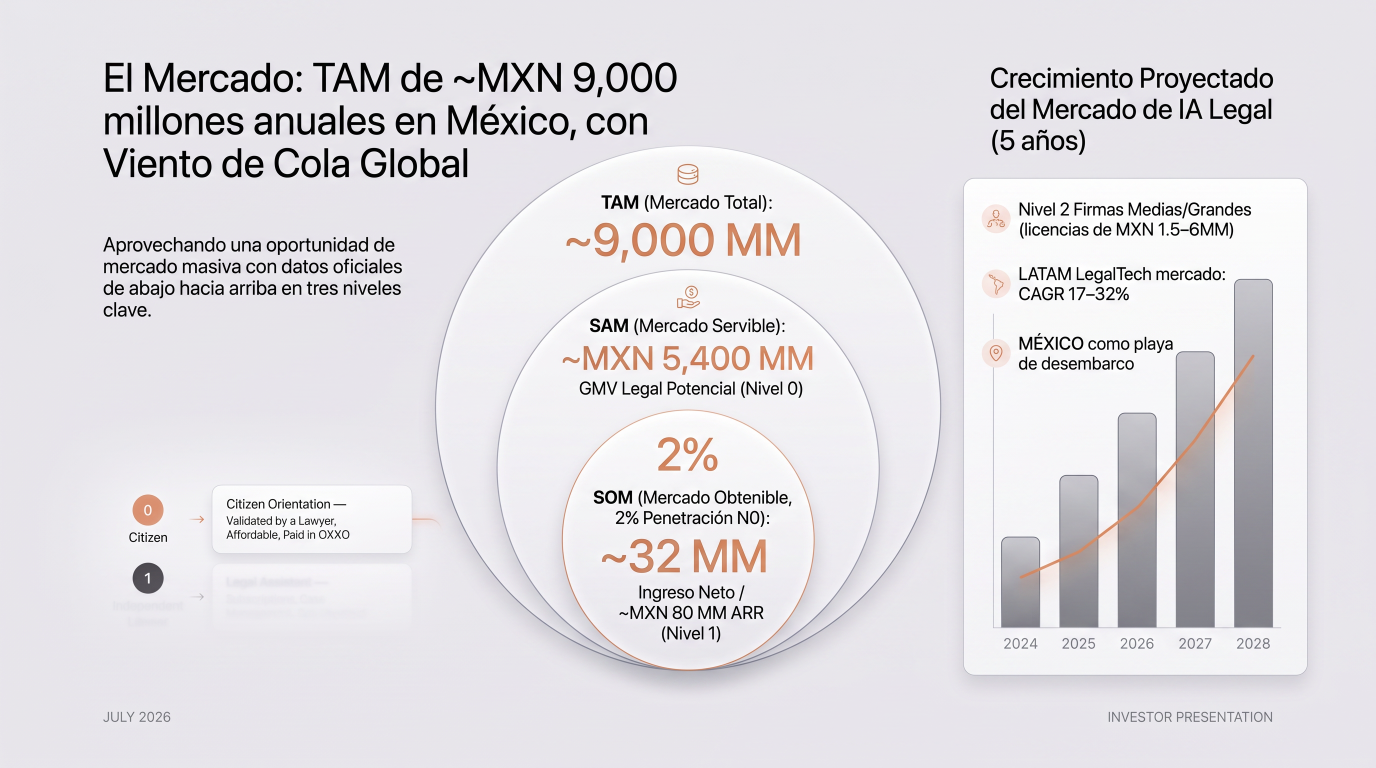 El Mercado: TAM de ~MXN 9,000
millones anuales en México, con
Viento de Cola Global
Aprovechando una oportunidad de
mercado masiva con datos oficiales
de abajo hacia arriba en tres niveles
clave.
0
Citizen
Citizen Orientation —
Validated by a Lawyer,
Affordable, Paid in OXXO
1
TAM (Mercado Total):
~9,000 MM
SAM (Mercado Servible):
~MXN 5,400 MM
GMV Legal Potencial (Nivel 0)
2%
SOM (Mercado Obtenible,
2% Penetración N0):
~32 MM
Ingreso Neto /
~MXN 80 MM ARR
(Nivel 1)
Crecimiento Proyectado
del Mercado de IA Legal
(5 años)
Nivel 2 Firmas Medias/Grandes
(licencias de MXN 1.5–6MM)
LATAM LegalTech mercado:
CAGR 17–32%
MÉXICO como playa
de desembarco
2024 2025 2026 2027 2028
JULY 2026
INVESTOR PRESENTATION